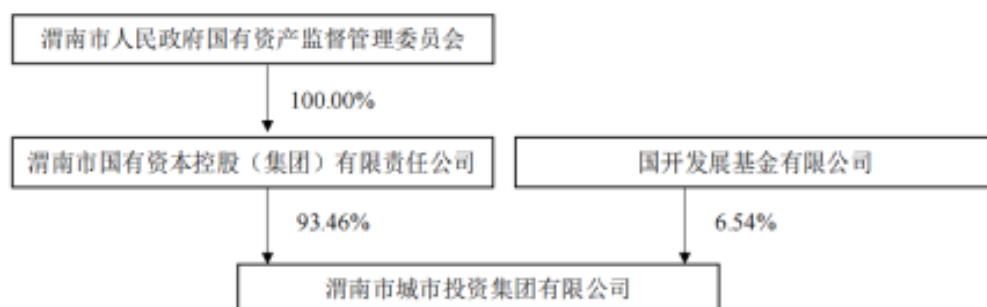 渭南市人民政府国有资产监督管理委员会
100.00%
渭南市国有资本控股（集团）有限责任公司
国开发展基金有限公司
93.46%
6.54%
渭南市城市投资集团有限公司